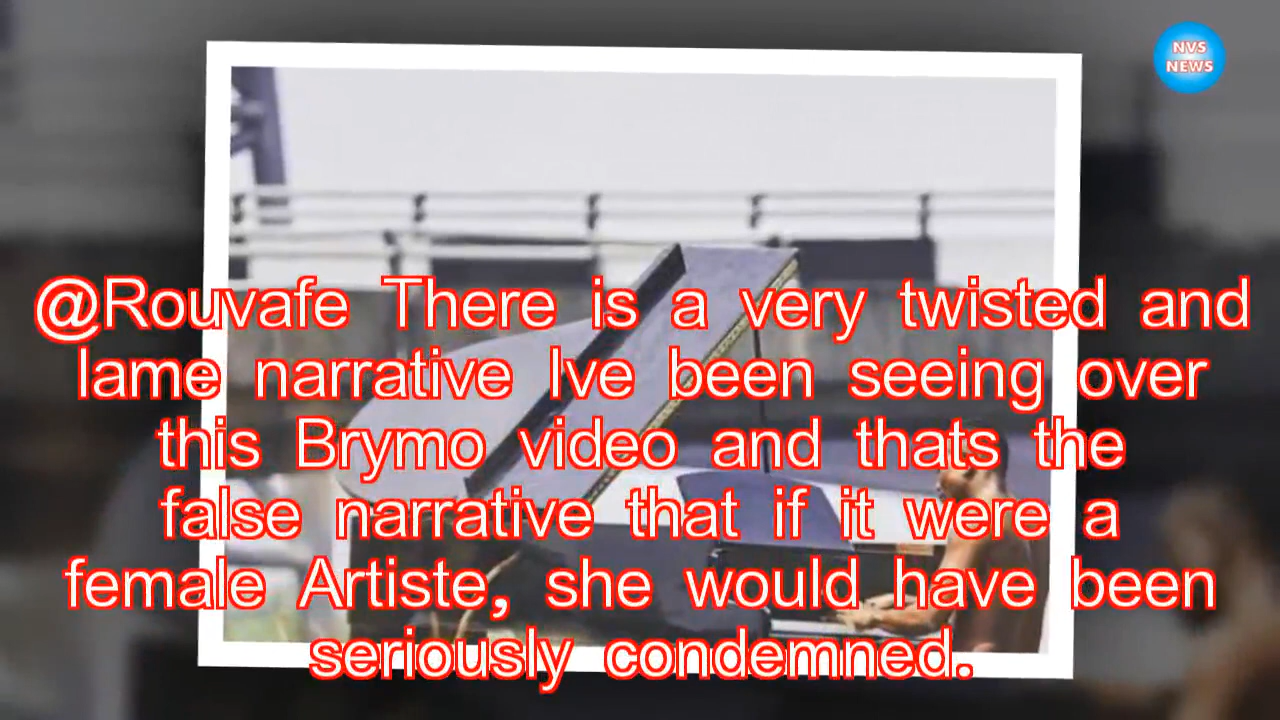 NVS
NEWS
@Rouvafe There is a very twisted and
lame narrative Ive been seeing over
this Brymo video and thats the
false narrative that if it were a
female Artiste, she would have been
seriously condemned.